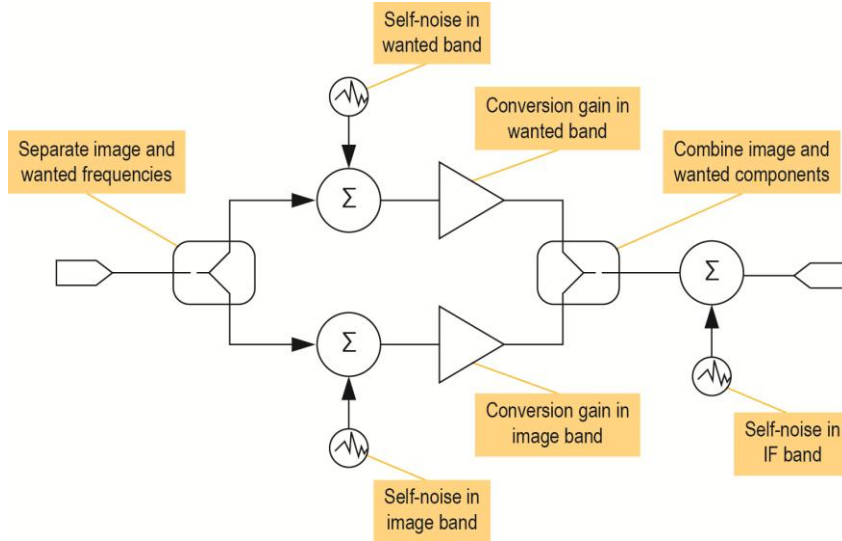 Self-noise in
wanted band
Conversion gain in
wanted band
Separate image and
wanted frequencies
Combine image and
wanted components
Σ
Σ
Σ
Conversion gain in
image band
Self-noise in
IF band
Self-noise in
image band